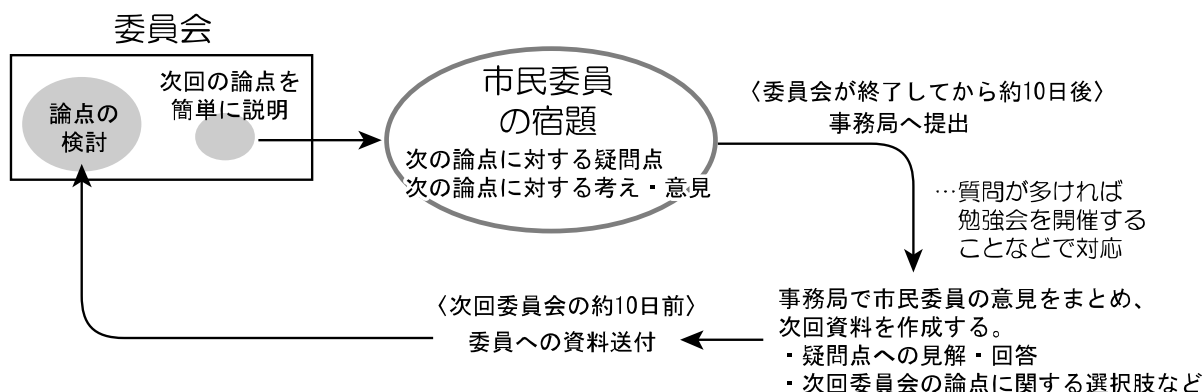 委員会
論点の
検討
次回の論点を
簡単に説明
市民委員
の宿題
次の論点に対する疑問点
次の論点に対する考え・意見
〈委員会が終了してから約10日後〉
事務局へ提出
…質問が多ければ
勉強会を開催する
ことなどで対応
事務局で市民委員の意見をまとめ、
次回資料を作成する。
・疑問点への見解・回答
・次回委員会の論点に関する選択肢など
〈次回委員会の約10日前〉
委員への資料送付